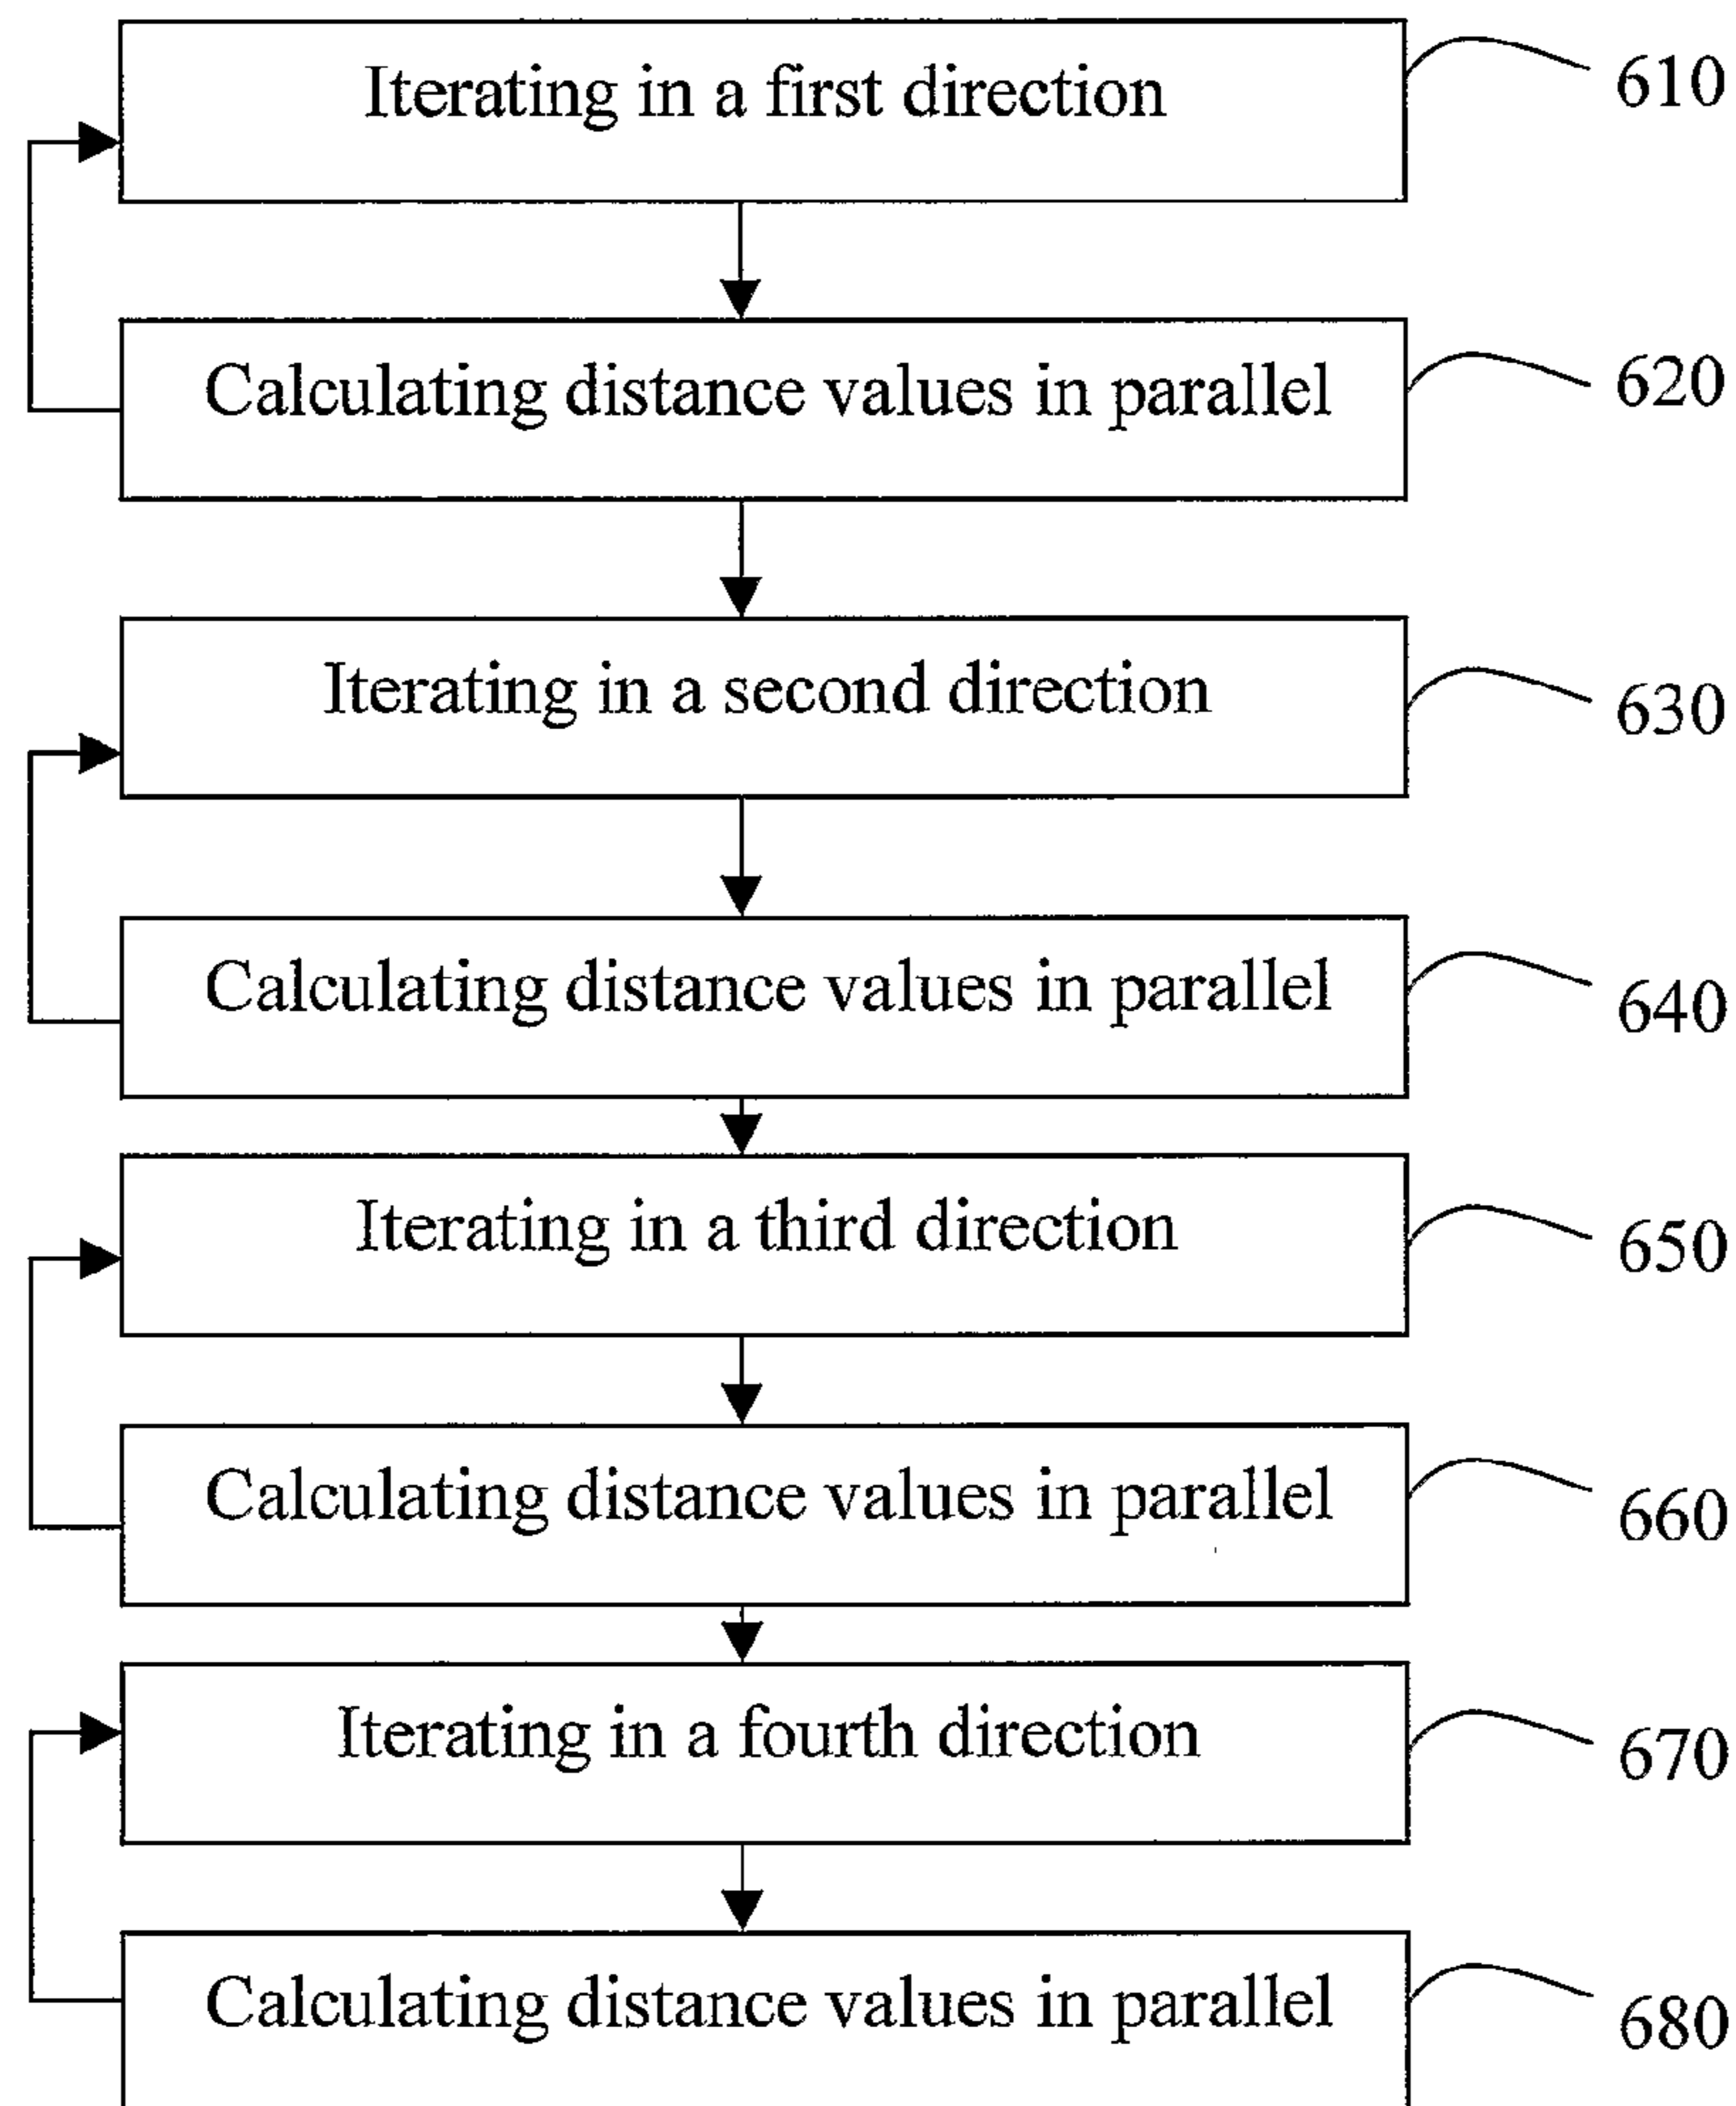 Iterating in a first direction 610
Calculating distance values in parallel 620
Iterating in a second direction 630
Calculating distance values in parallel 640
Iterating in a third direction 650
Calculating distance values in parallel 660
Iterating in a fourth direction 670
Calculating distance values in parallel 680